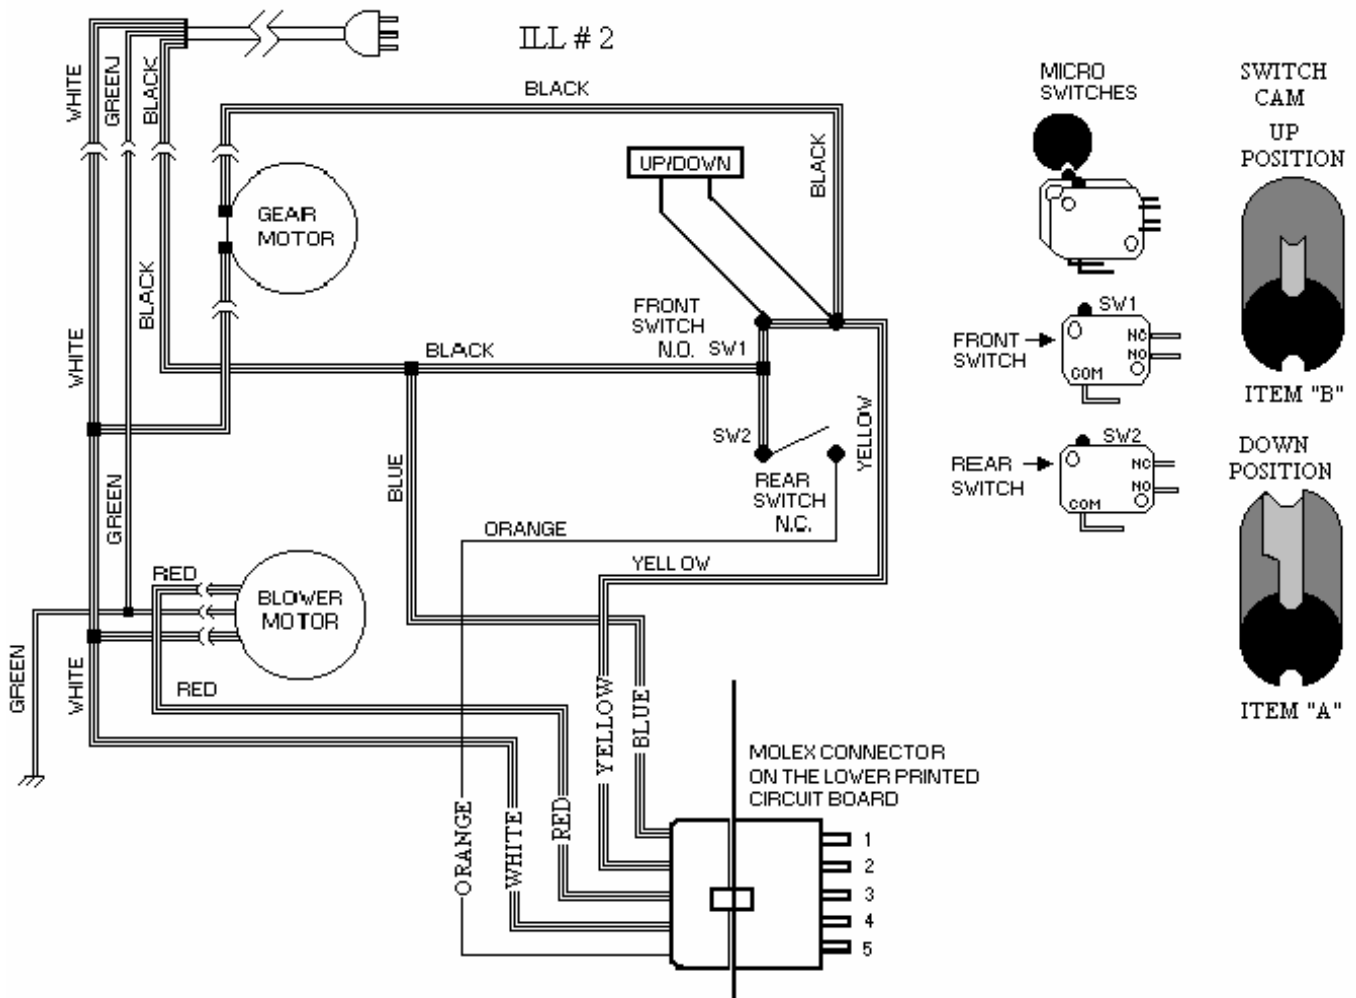 ILL # 2
WHITE
GREEN
BLACK
BLACK
MICRO
SWITCHES
SWITCH
CAM
UP
POSITION
UP/DOWN
BLACK
GEAR
MOTOR
BLACK
WHITE
FRONT
SWITCH
N.O. SW1
BLACK
SW1
FRONT
SWITCH
NC
NO
COM
ITEM "B"
SW2
YELLOW
BLUE
REAR
SWITCH
N.C.
SW2
REAR
SWITCH
NC
NO
COM
DOWN
POSITION
GREEN
ORANGE
YELLOW
RED
BLOWER
MOTOR
GREEN
WHITE
RED
ITEM "A"
YELLOW
BLUE
ORANGE
WHITE
RED
MOLEX CONNECTOR
ON THE LOWER PRINTED
CIRCUIT BOARD
1
2
3
4
5